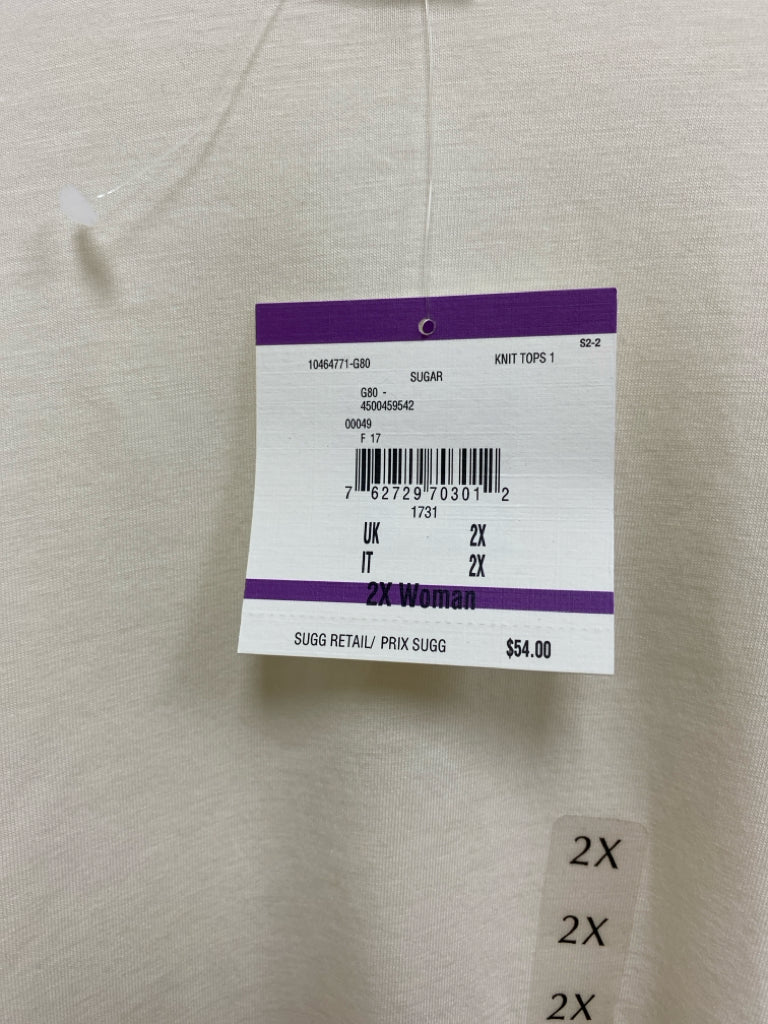 S2-2
10464771-G80 KNIT TOPS 1
SUGAR
G80 -
4500459542
00049
F 17
7 62729 70301 2
1731
UK 2X
IT 2X
2X Woman
SUGG RETAIL/ PRIX SUGG $54.00
2X
2X
2X